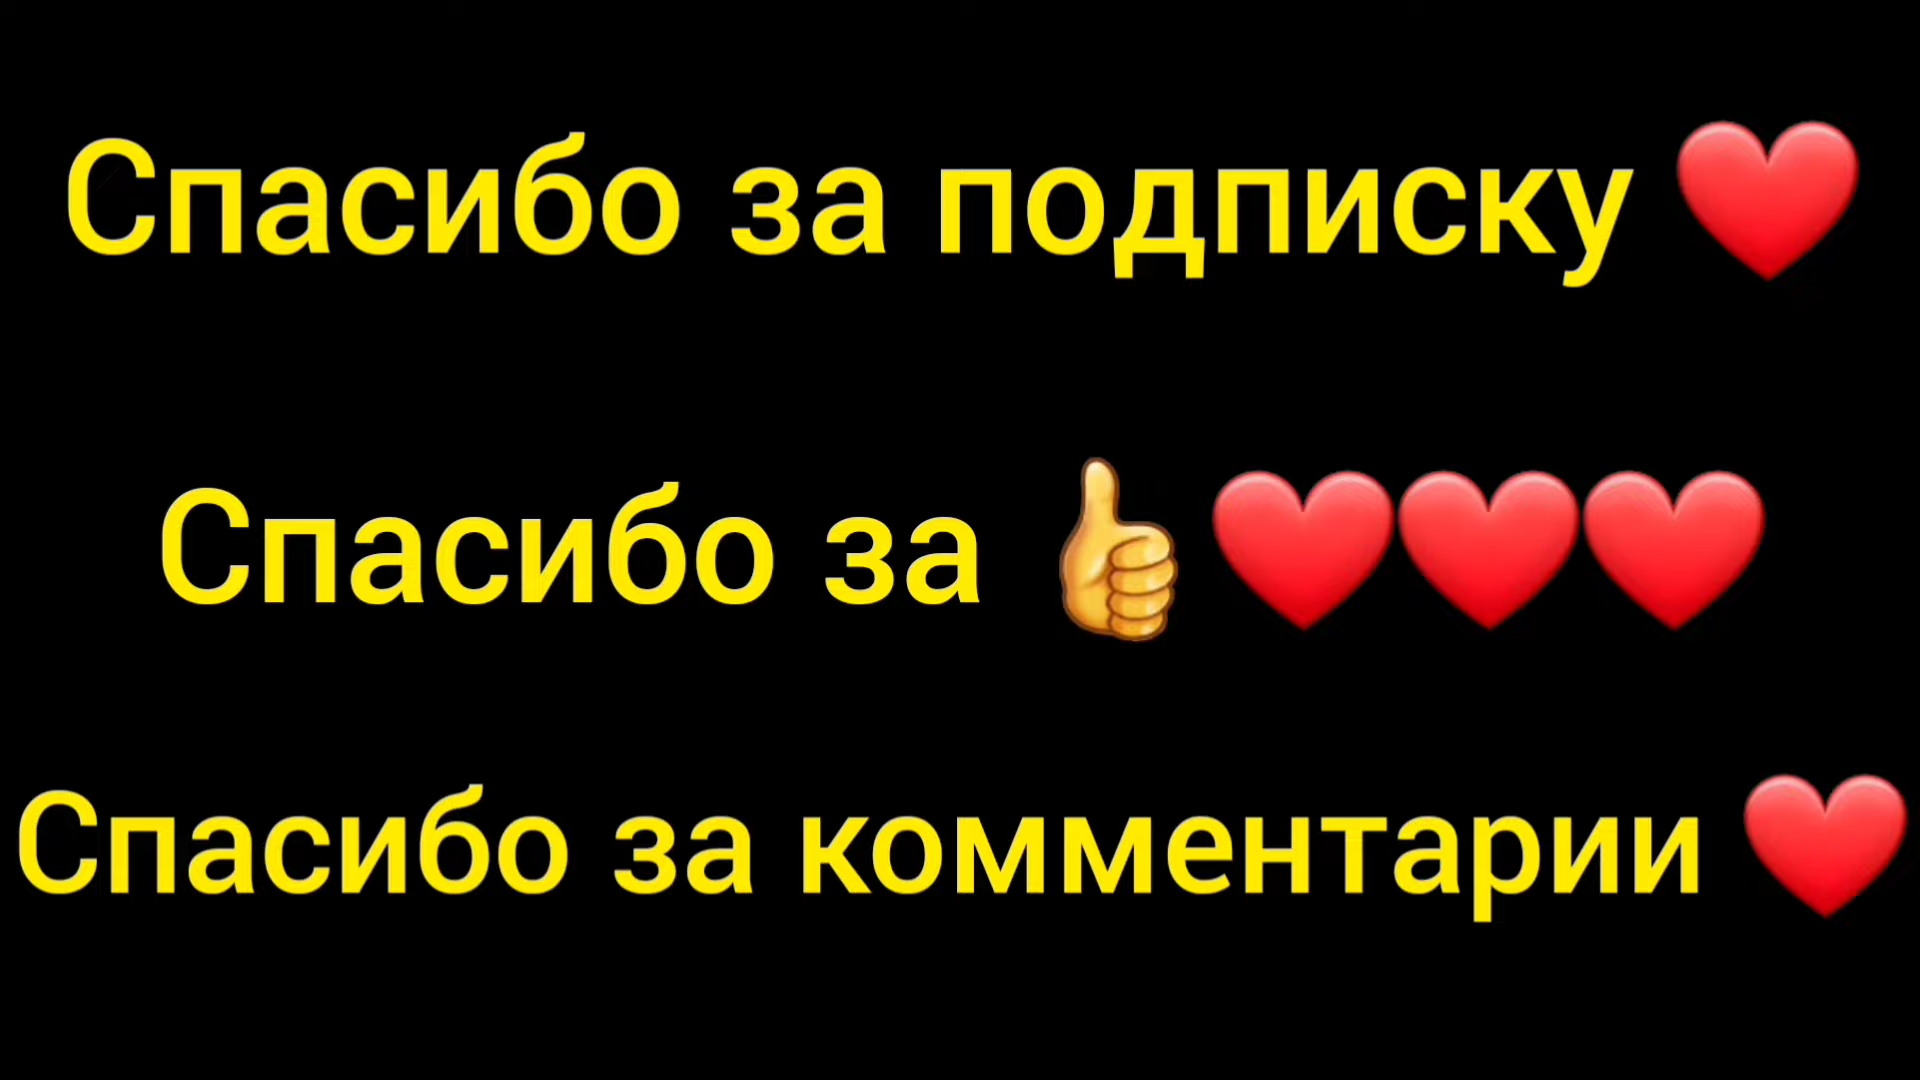 Спасибо за подписку ❤️
Спасибо за 👍❤️❤️❤️
Спасибо за комментарии ❤️